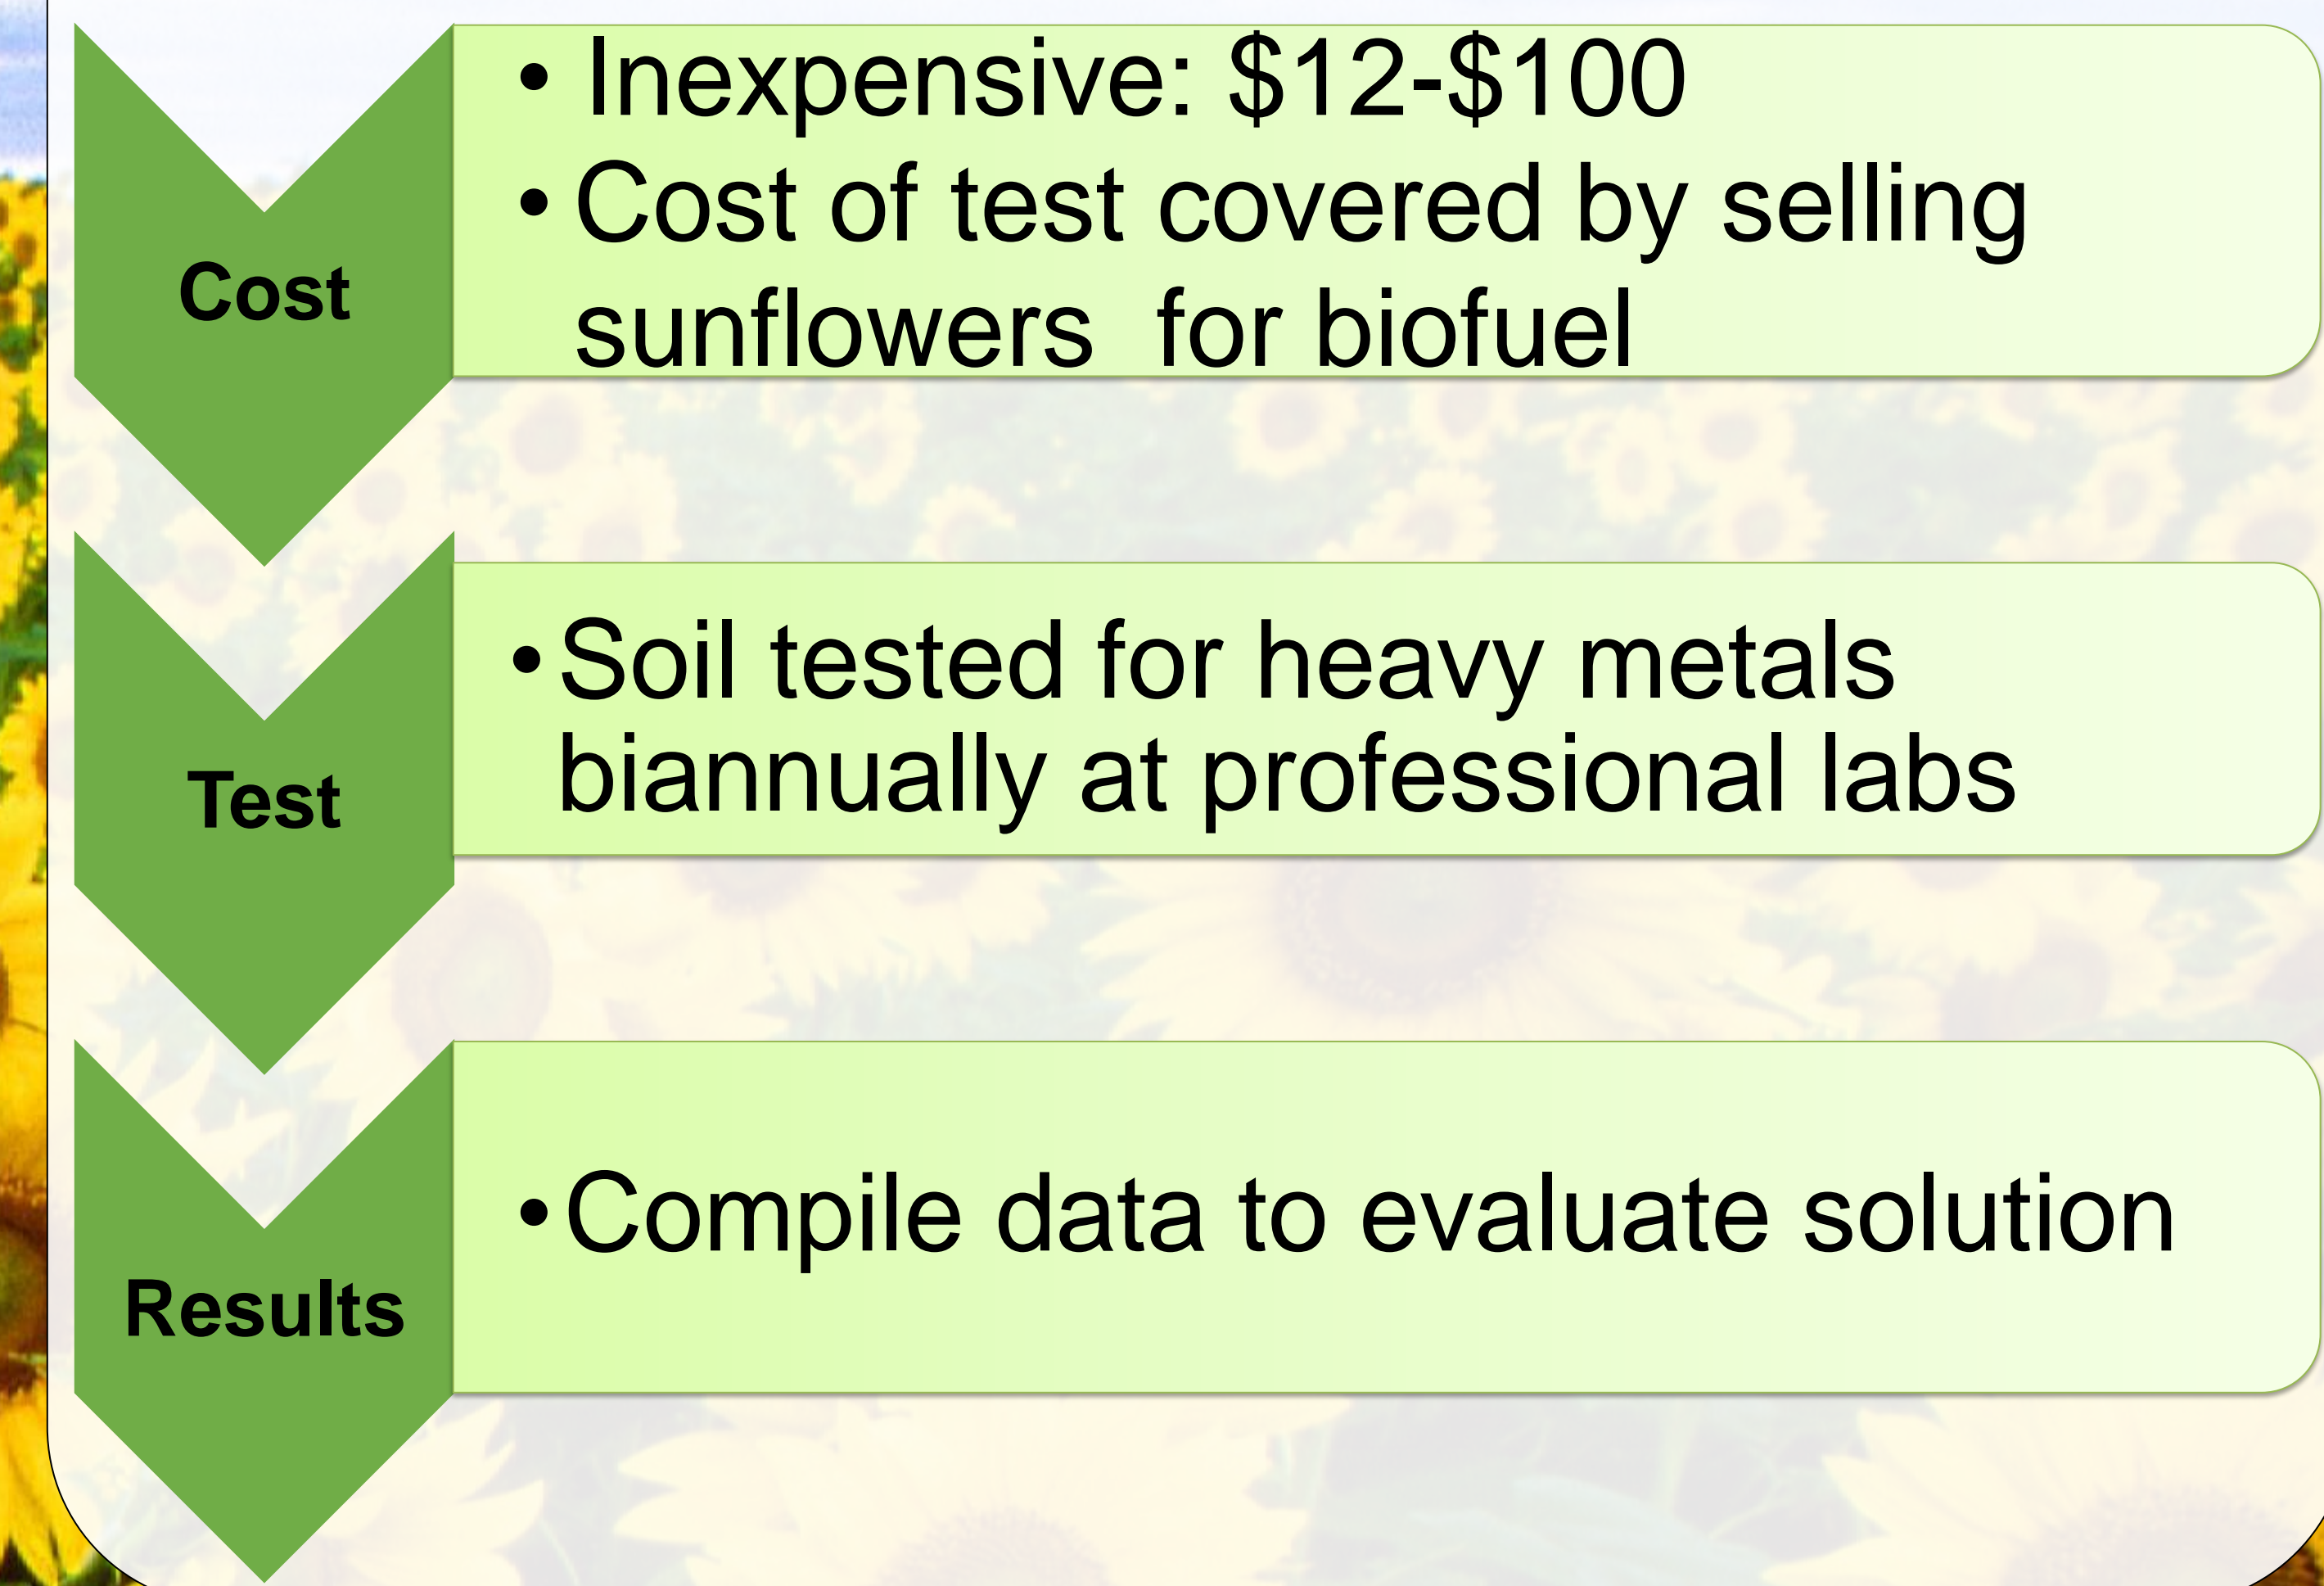 Cost
• Inexpensive: $12-$100
• Cost of test covered by selling
sunflowers  for biofuel
Test
• Soil tested for heavy metals
biannually at professional labs
Results
• Compile data to evaluate solution